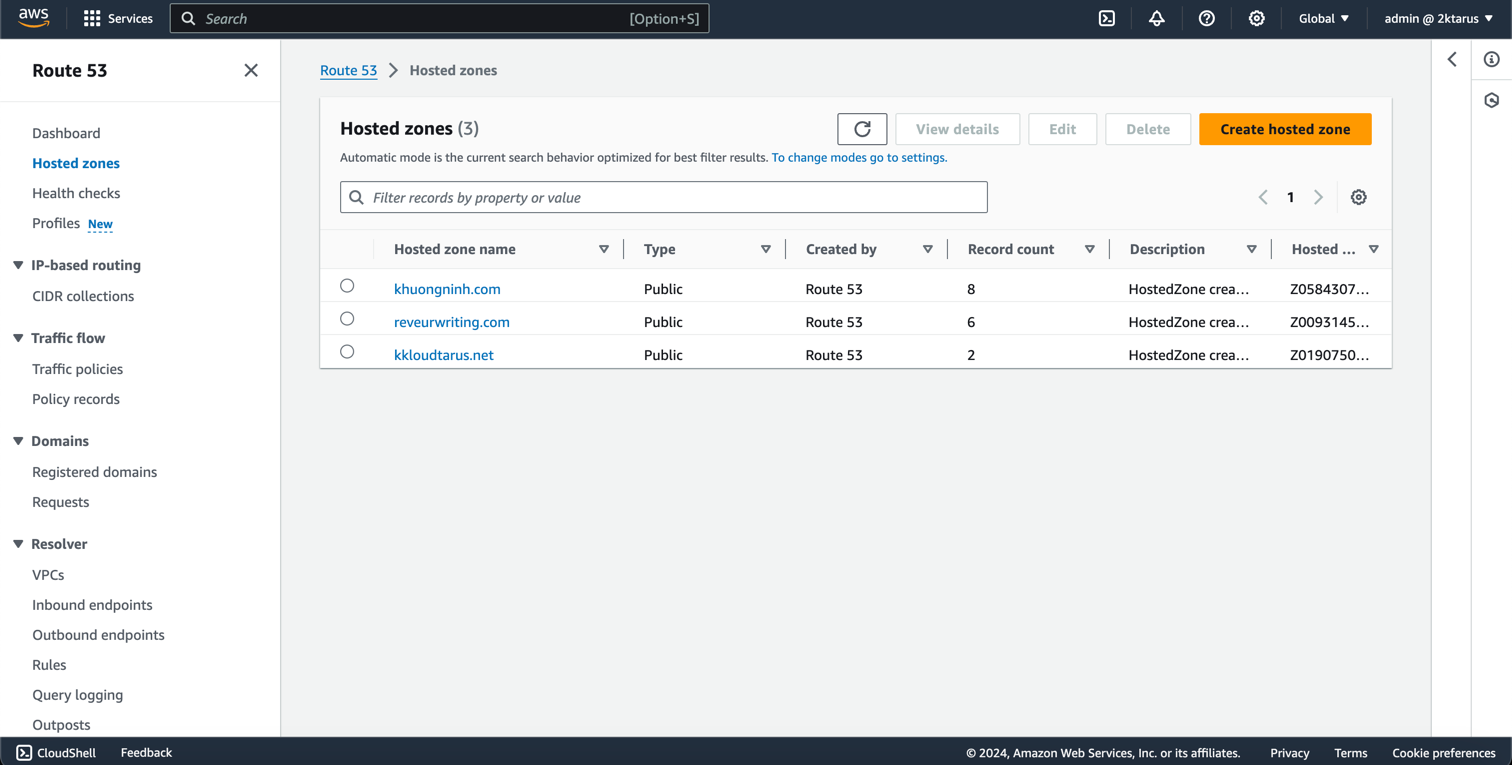 aws Services Search [Option+S] Global admin @ 2ktarus
Route 53
Dashboard
Hosted zones
Health checks
Profiles New
IP-based routing
CIDR collections
Traffic flow
Traffic policies
Policy records
Domains
Registered domains
Requests
Resolver
VPCs
Inbound endpoints
Outbound endpoints
Rules
Query logging
Outposts
Route 53 Hosted zones
Hosted zones (3) View details Edit Delete Create hosted zone
Automatic mode is the current search behavior optimized for best filter results. To change modes go to settings.
Filter records by property or value 1
Hosted zone name Type Created by Record count Description Hosted ...
khuongninh.com Public Route 53 8 HostedZone crea... Z0584307...
reveurwriting.com Public Route 53 6 HostedZone crea... Z0093145...
kkloudtarus.net Public Route 53 2 HostedZone crea... Z0190750...
CloudShell Feedback © 2024, Amazon Web Services, Inc. or its affiliates. Privacy Terms Cookie preferences